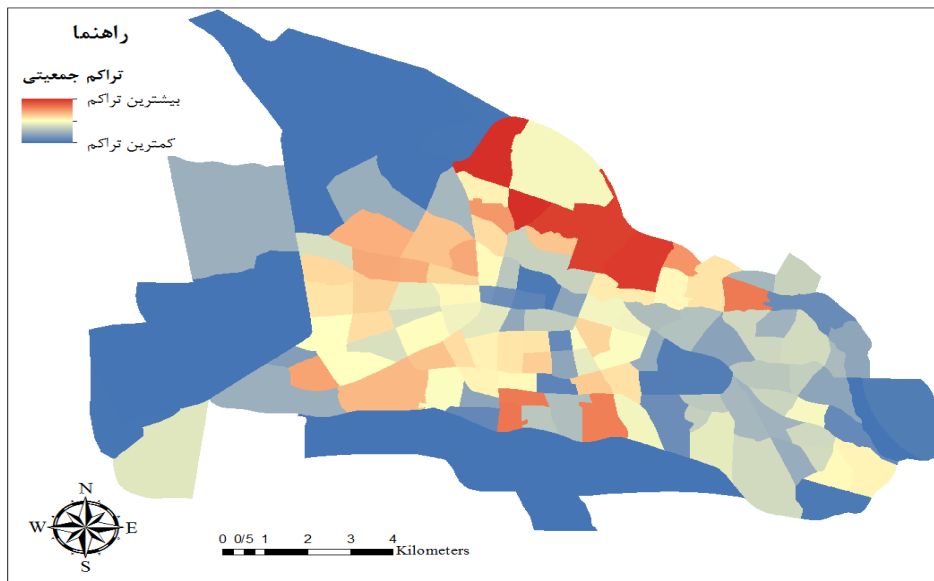 راهنما
تراکم جمعیتی
بیشترین تراکم
کمترین تراکم
N
W E
S
0 0/5 1 2 3 4
Kilometers